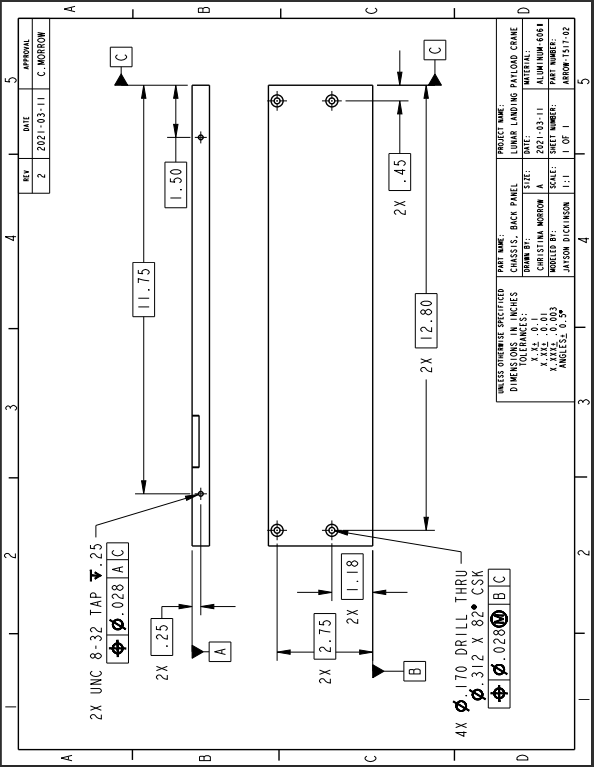 REV DATE APPROVAL
2 2021-03-11 C.MORROW
5
4
3
2
1
A
B
C
D
A
B
C
D
5
4
3
2
1
C
11.75
1.50
2X UNC 8-32 TAP ↧.25
⌖ Ø.028 A C
2X .25
A
C
2X .45
2X 12.80
2X 2.75
2X 1.18
B
4X Ø.170 DRILL THRU
Ø.312 X 82° CSK
⌖ Ø.028Ⓜ B C
UNLESS OTHERWISE SPECIFIED
DIMENSIONS IN INCHES
TOLERANCES:
X.X± .0.1
X.XX± .0.01
X.XXX± .0.003
ANGLES± 0.5°
PART NAME:
CHASSIS, BACK PANEL
PROJECT NAME:
LUNAR LANDING PAYLOAD CRANE
DRAWN BY:
CHRISTINA MORROW
SIZE:
A
DATE:
2021-03-11
MATERIAL:
ALUMINUM-6061
MODELED BY:
JAYSON DICKINSON
SCALE:
1:1
SHEET NUMBER:
1 OF 1
PART NUMBER:
ARROW-T517-02